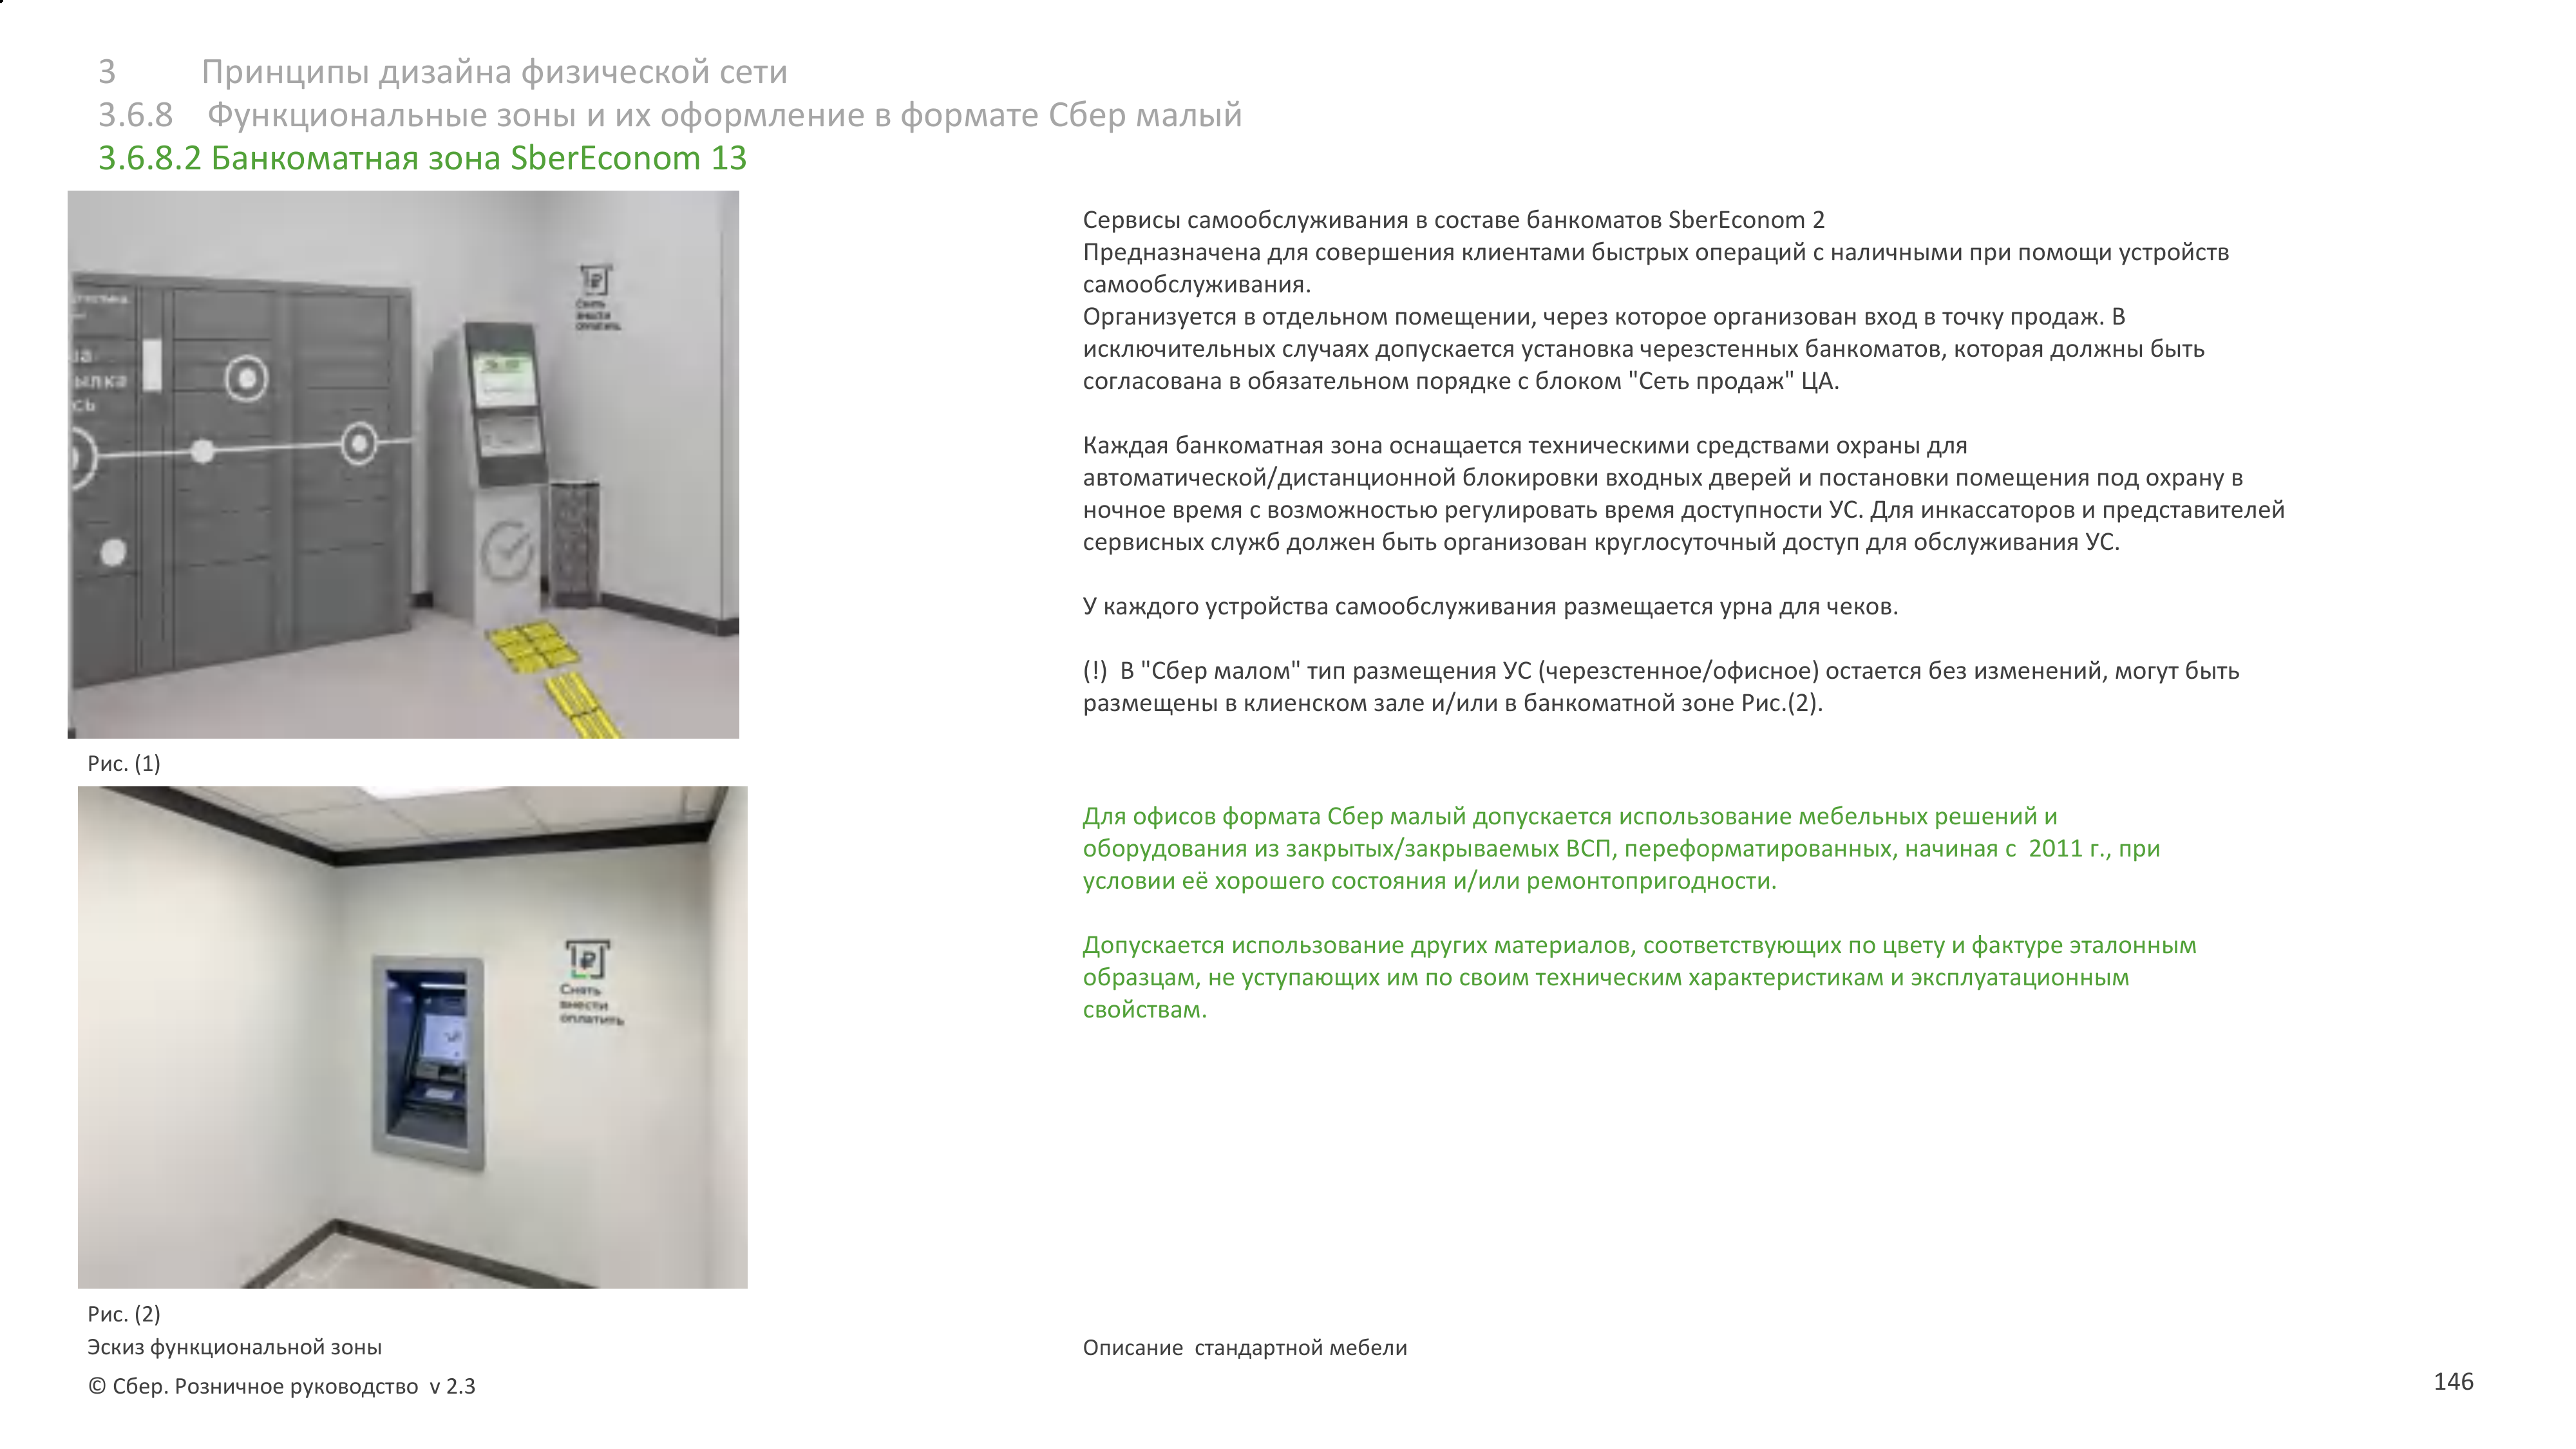 3 Принципы дизайна физической сети
3.6.8 Функциональные зоны и их оформление в формате Сбер малый
3.6.8.2 Банкоматная зона SberEconom 13
ылка
сь
Снять
внести
оплатить
Рис. (1)
Снять
внести
оплатить
Рис. (2)
Эскиз функциональной зоны
Сервисы самообслуживания в составе банкоматов SberEconom 2
Предназначена для совершения клиентами быстрых операций с наличными при помощи устройств
самообслуживания.
Организуется в отдельном помещении, через которое организован вход в точку продаж. В
исключительных случаях допускается установка черезстенных банкоматов, которая должны быть
согласована в обязательном порядке с блоком "Сеть продаж" ЦА.
Каждая банкоматная зона оснащается техническими средствами охраны для
автоматической/дистанционной блокировки входных дверей и постановки помещения под охрану в
ночное время с возможностью регулировать время доступности УС. Для инкассаторов и представителей
сервисных служб должен быть организован круглосуточный доступ для обслуживания УС.
У каждого устройства самообслуживания размещается урна для чеков.
(!) В "Сбер малом" тип размещения УС (черезстенное/офисное) остается без изменений, могут быть
размещены в клиенском зале и/или в банкоматной зоне Рис.(2).
Для офисов формата Сбер малый допускается использование мебельных решений и
оборудования из закрытых/закрываемых ВСП, переформатированных, начиная с 2011 г., при
условии её хорошего состояния и/или ремонтопригодности.
Допускается использование других материалов, соответствующих по цвету и фактуре эталонным
образцам, не уступающих им по своим техническим характеристикам и эксплуатационным
свойствам.
Описание стандартной мебели
© Сбер. Розничное руководство v 2.3
146